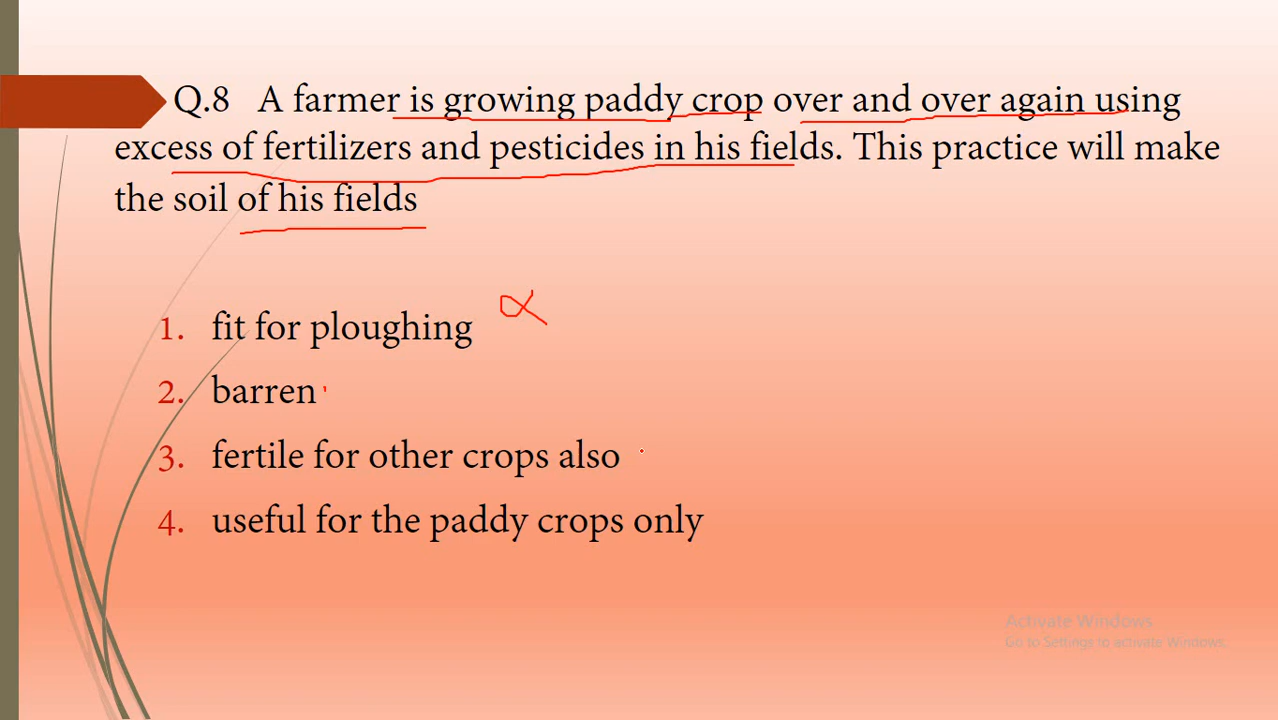 Q.8 A farmer is growing paddy crop over and over again using
excess of fertilizers and pesticides in his fields. This practice will make
the soil of his fields
1. fit for ploughing
2. barren
3. fertile for other crops also
4. useful for the paddy crops only
Activate Windows
Go to Settings to activate Windows.